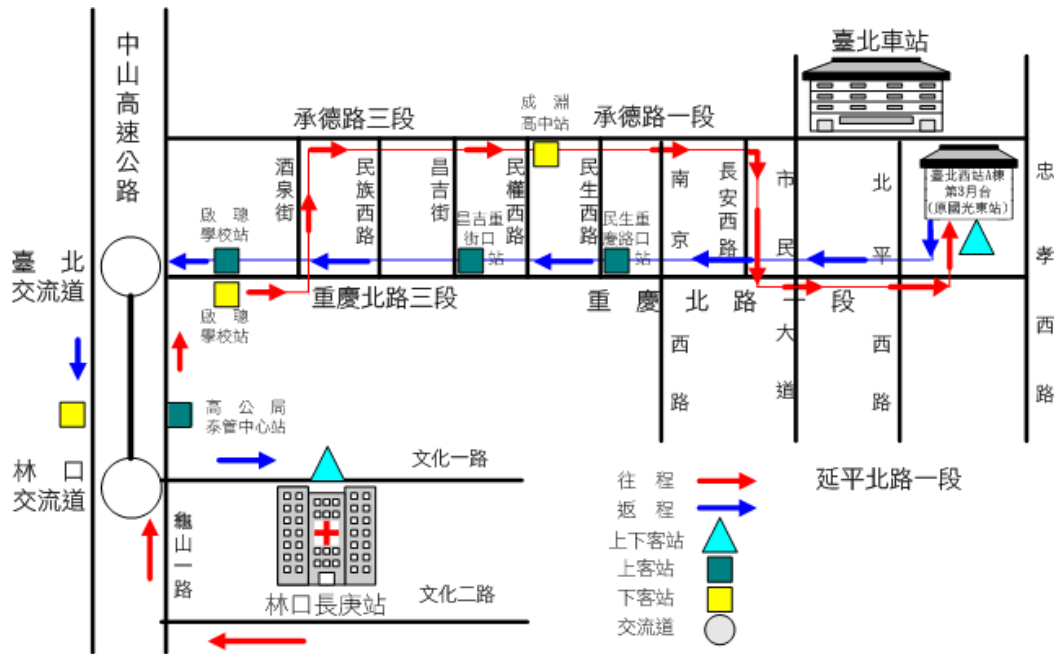 中山高速公路
臺北車站
承德路三段
成淵
高中站
承德路一段
酒泉街
民族西路
昌吉街
民權西路
民生西路
南京
西路
長安西路
市民大道
北平
西路
臺北西站A棟
第3月台
(原國光東站)
忠孝西路
啟聰
學校站
昌吉重
街口
站
民生重
慶路口
站
臺北
交流道
重慶北路三段
重慶北路一段
啟聰
學校站
高公局
泰管中心站
林口
交流道
文化一路
龜山一路
林口長庚站
文化二路
延平北路一段
往程
返程
上下客站
上客站
下客站
交流道